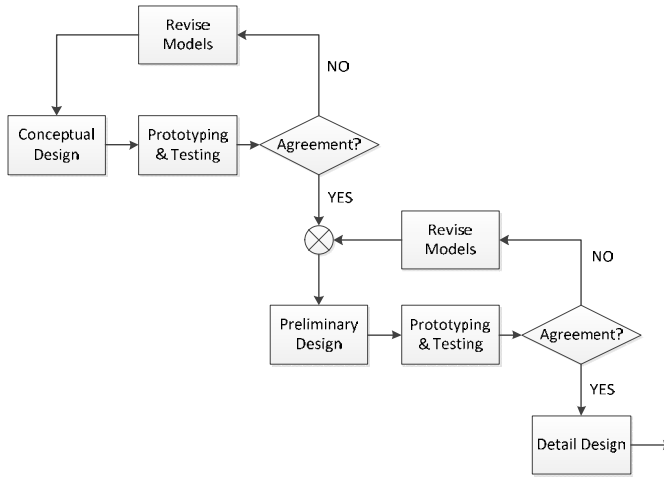 Revise
Models
NO
Conceptual
Design
Prototyping
& Testing
Agreement?
YES
Revise
Models
NO
Preliminary
Design
Prototyping
& Testing
Agreement?
YES
Detail Design